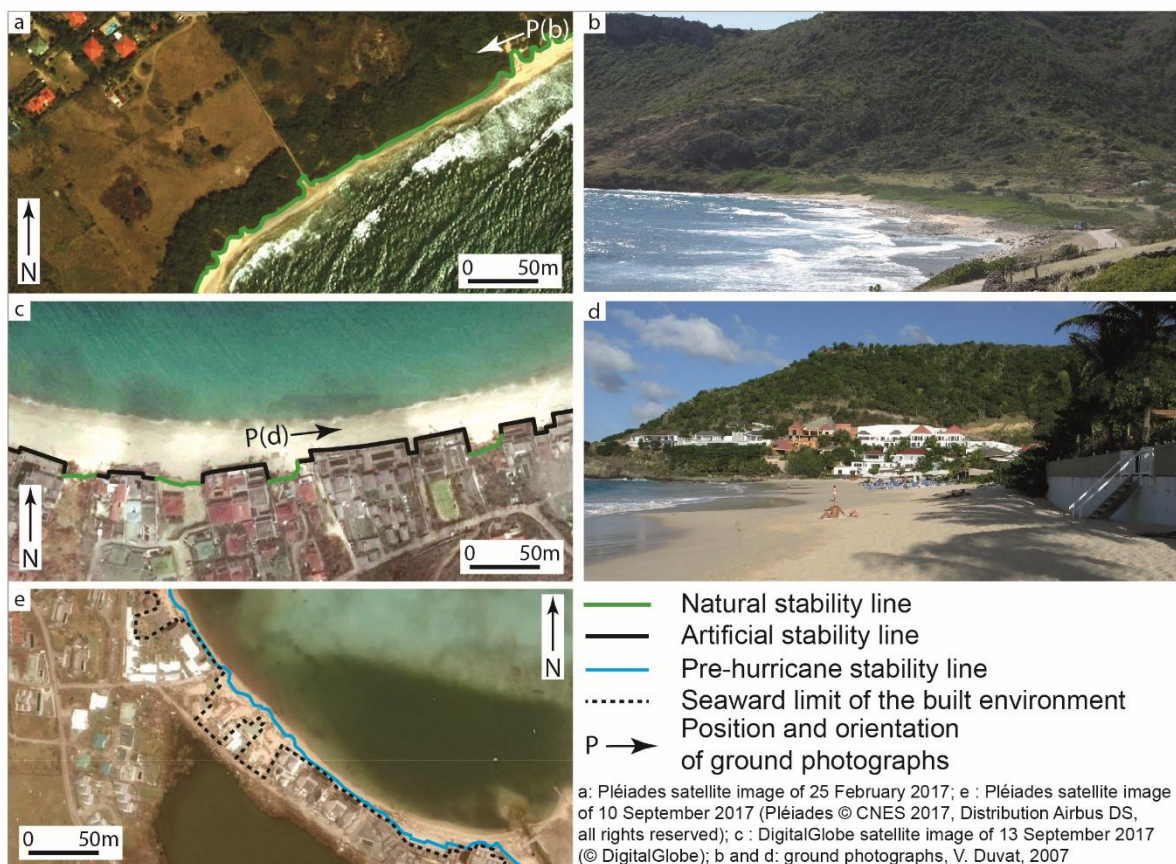 a
P(b)
N
0 50m
b
c
P(d)
N
0 50m
d
e
N
0 50m
Natural stability line
Artificial stability line
Pre-hurricane stability line
Seaward limit of the built environment
P
Position and orientation
of ground photographs
a: Pléiades satellite image of 25 February 2017; e : Pléiades satellite image
of 10 September 2017 (Pléiades © CNES 2017, Distribution Airbus DS,
all rights reserved); c : DigitalGlobe satellite image of 13 September 2017
(© DigitalGlobe); b and d: ground photographs, V. Duvat, 2007